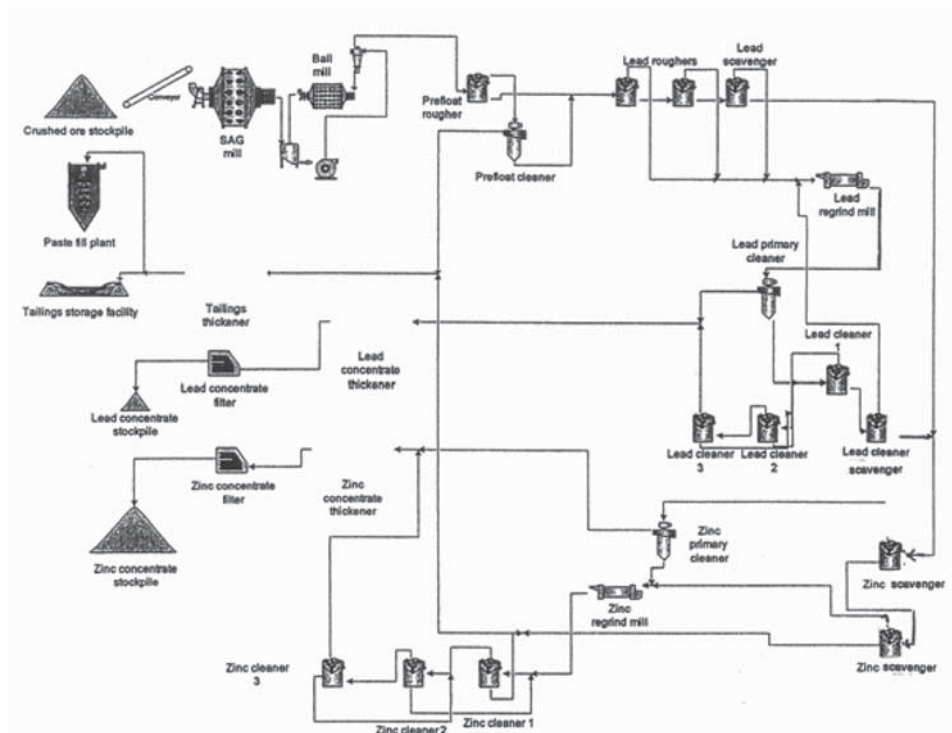 Crushed ore stockpile
Conveyor
SAG
mill
Ball
mill
Prefloat
rougher
Prefloat cleaner
Lead roughers
Lead
scavenger
Lead
regrind mill
Paste fill plant
Tailings storage facility
Tailings
thickener
Lead primary
cleaner
Lead cleaner
1
Lead
concentrate
thickener
Lead concentrate
filter
Lead concentrate
stockpile
Lead cleaner
3
Lead cleaner
2
Lead cleaner
scavenger
Zinc concentrate
filter
Zinc
concentrate
thickener
Zinc concentrate
stockpile
Zinc
primary
cleaner
Zinc scavenger
Zinc
regrind mill
Zinc scavenger
Zinc cleaner
3
Zinc cleaner 2
Zinc cleaner 1